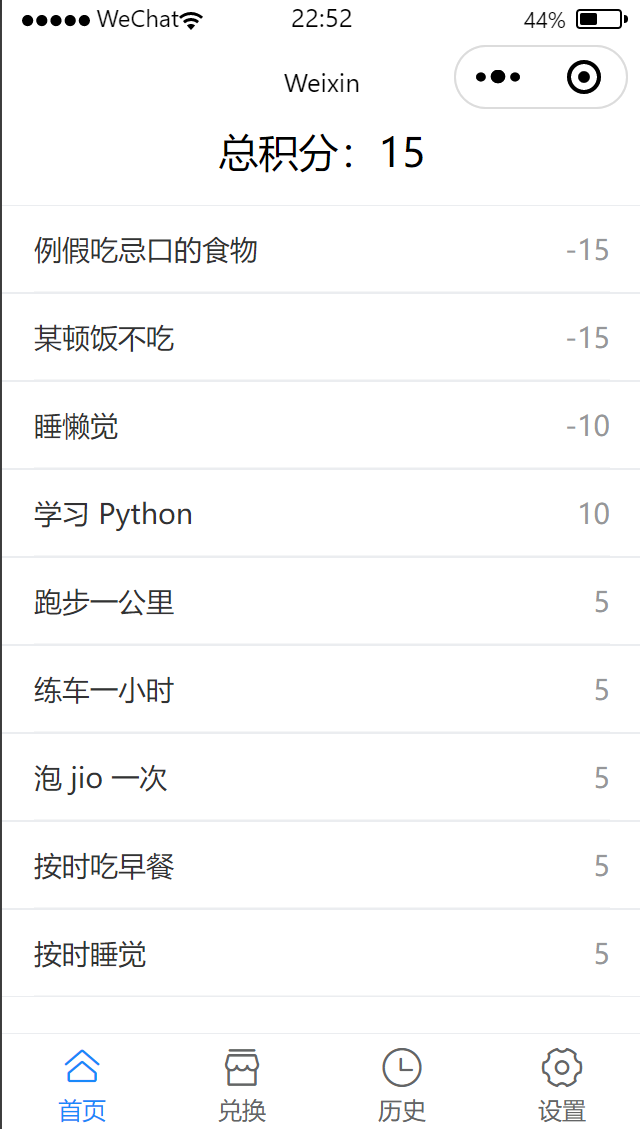 WeChat 22:52 44%
Weixin
总积分：15
例假吃忌口的食物 -15
某顿饭不吃 -15
睡懒觉 -10
学习 Python 10
跑步一公里 5
练车一小时 5
泡 jio 一次 5
按时吃早餐 5
按时睡觉 5
首页 兑换 历史 设置